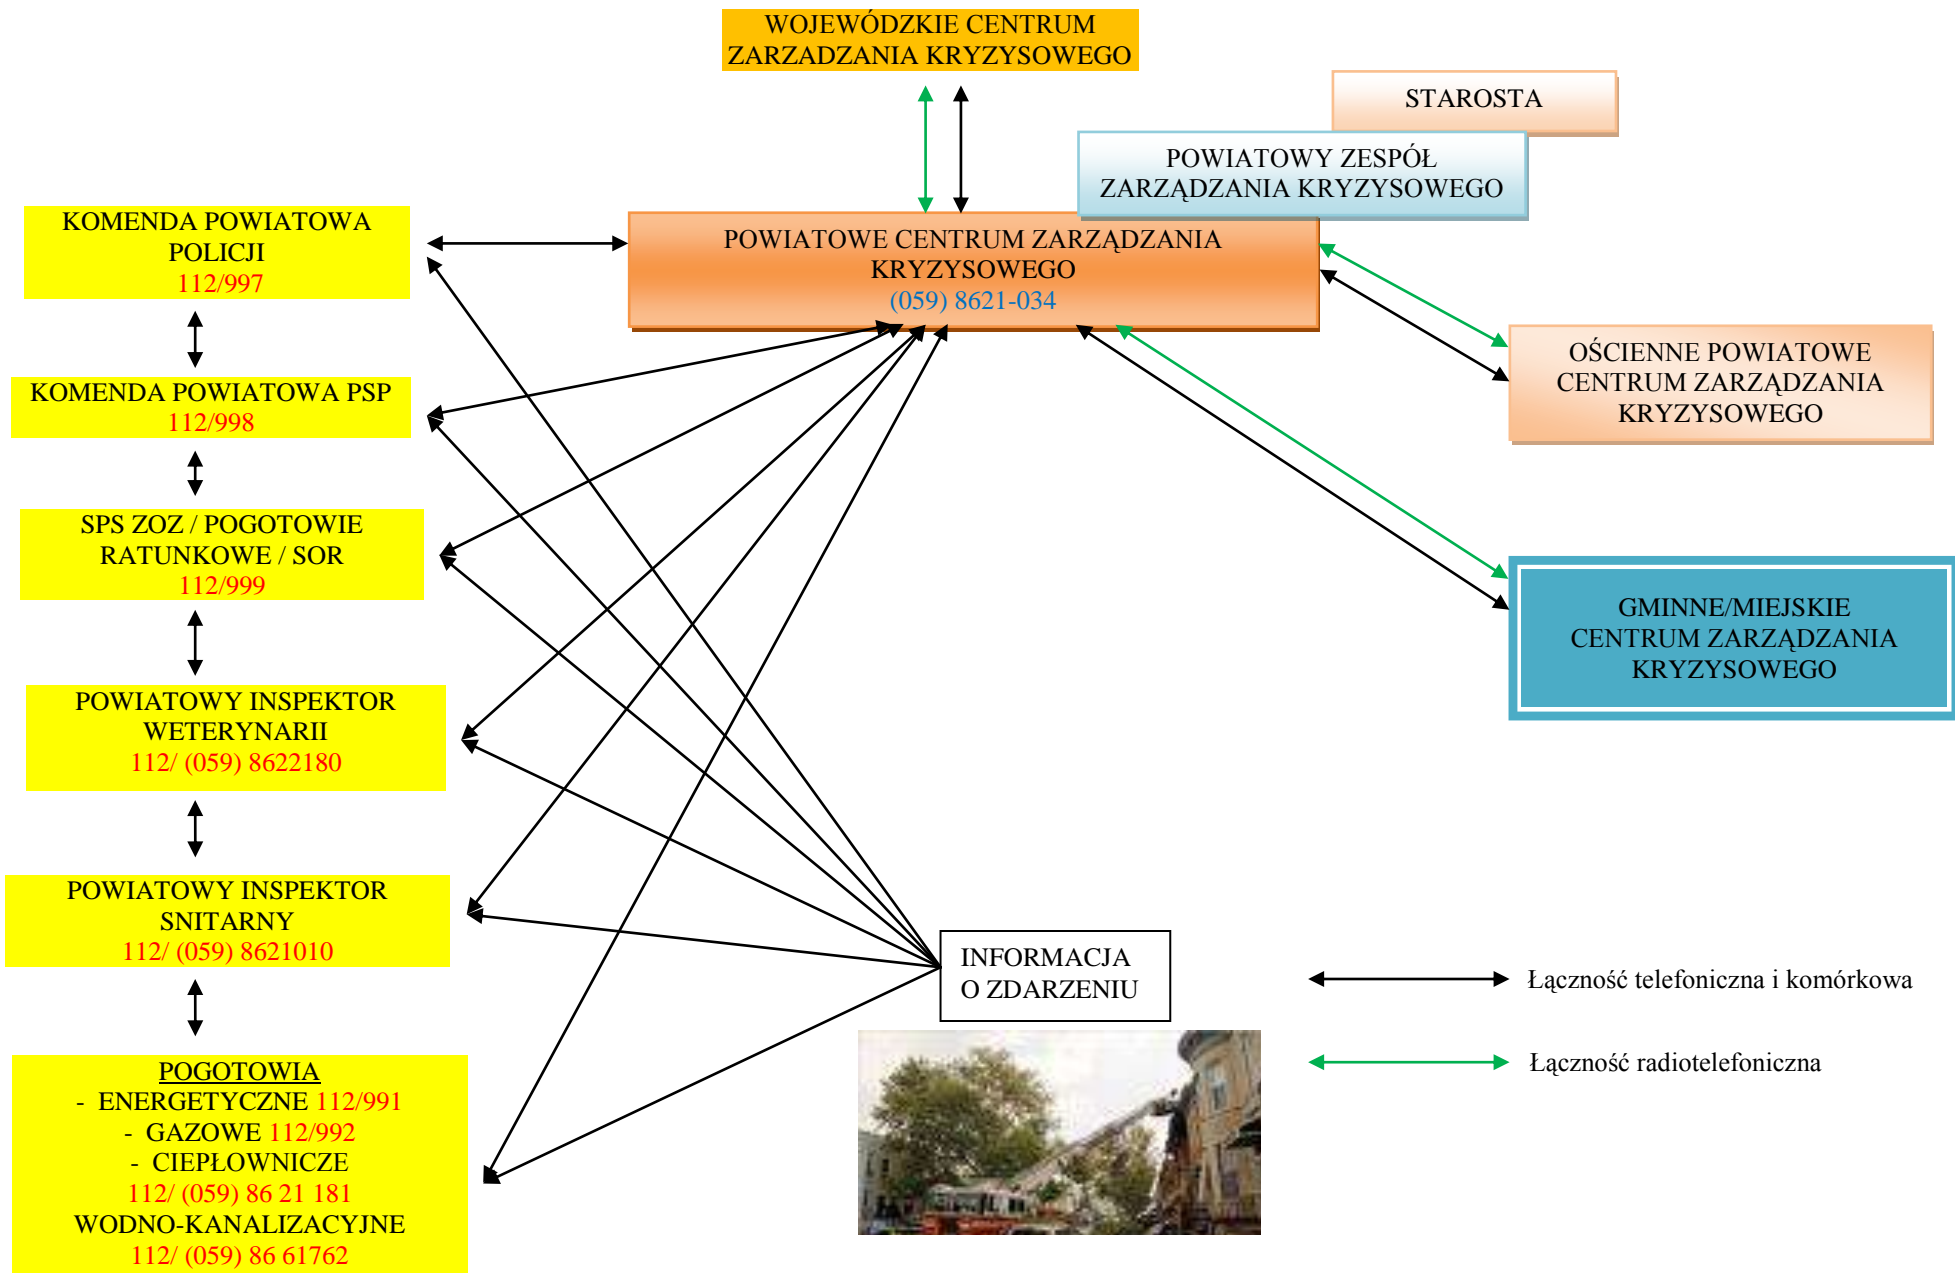 WOJEWÓDZKIE CENTRUM
ZARZADZANIA KRYZYSOWEGO
STAROSTA
POWIATOWY ZESPÓŁ
ZARZĄDZANIA KRYZYSOWEGO
POWIATOWE CENTRUM ZARZĄDZANIA
KRYZYSOWEGO
(059) 8621-034
KOMENDA POWIATOWA
POLICJI
112/997
KOMENDA POWIATOWA PSP
112/998
SPS ZOZ / POGOTOWIE
RATUNKOWE / SOR
112/999
POWIATOWY INSPEKTOR
WETERYNARII
112/ (059) 8622180
POWIATOWY INSPEKTOR
SNITARNY
112/ (059) 8621010
POGOTOWIA
- ENERGETYCZNE 112/991
- GAZOWE 112/992
- CIEPŁOWNICZE
112/ (059) 86 21 181
WODNO-KANALIZACYJNE
112/ (059) 86 61762
OŚCIENNE POWIATOWE
CENTRUM ZARZĄDZANIA
KRYZYSOWEGO
GMINNE/MIEJSKIE
CENTRUM ZARZĄDZANIA
KRYZYSOWEGO
INFORMACJA
O ZDARZENIU
Łączność telefoniczna i komórkowa
Łączność radiotelefoniczna